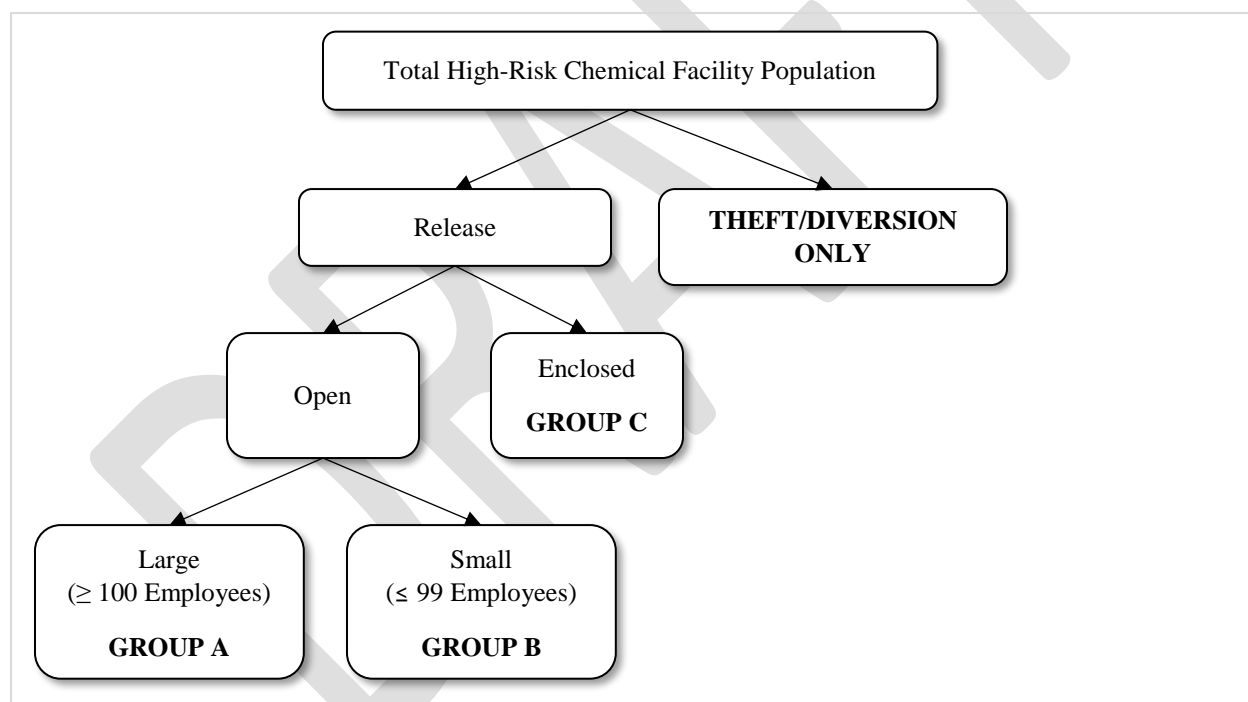 Total High-Risk Chemical Facility Population
Release
THEFT/DIVERSION
ONLY
Open
Enclosed
GROUP C
Large
(≥ 100 Employees)
GROUP A
Small
(≤ 99 Employees)
GROUP B
DRAFT